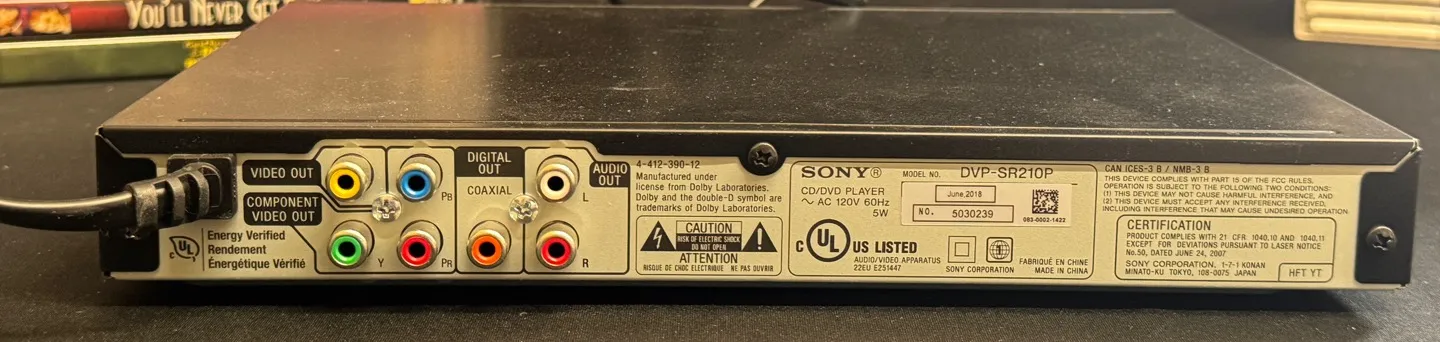 YOU'LL NEVER GE
VIDEO OUT
COMPONENT
VIDEO OUT
UL
c
Energy Verified
Rendement
Énergétique Vérifié
PB
Y
PR
DIGITAL
OUT
COAXIAL
AUDIO
OUT
L
R
4-412-390-12
Manufactured under
license from Dolby Laboratories.
Dolby and the double-D symbol are
trademarks of Dolby Laboratories.
CAUTION
RISK OF ELECTRIC SHOCK
DO NOT OPEN
ATTENTION
RISQUE DE CHOC ELECTRIQUE NE PAS OUVRIR
SONY®
MODEL NO. DVP-SR210P
CD/DVD PLAYER
～ AC 120V 60Hz
5W
June,2018
NO. 5030239
083-0002-1422
c UL US LISTED
AUDIO/VIDEO APPARATUS
22EU E251447
SONY CORPORATION
FABRIQUÉ EN CHINE
MADE IN CHINA
CAN ICES-3 B / NMB-3 B
THIS DEVICE COMPLIES WITH PART 15 OF THE FCC RULES.
OPERATION IS SUBJECT TO THE FOLLOWING TWO CONDITIONS:
(1) THIS DEVICE MAY NOT CAUSE HARMFUL INTERFERENCE, AND
(2) THIS DEVICE MUST ACCEPT ANY INTERFERENCE RECEIVED,
INCLUDING INTERFERENCE THAT MAY CAUSE UNDESIRED OPERATION.
CERTIFICATION
PRODUCT COMPLIES WITH 21 CFR 1040.10 AND 1040.11
EXCEPT FOR DEVIATIONS PURSUANT TO LASER NOTICE
No.50, DATED JUNE 24, 2007.
SONY CORPORATION, 1-7-1 KONAN
MINATO-KU TOKYO, 108-0075 JAPAN
HFT YT